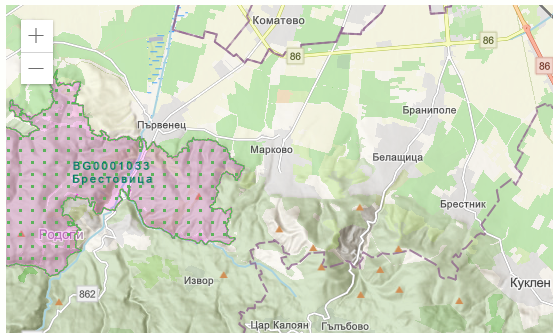 Коматево
86
86
86
Браниполе
Първенец
Марково
Белащица
BG0001033
Брестовица
Брестник
Родопи
Извор
Куклен
862
Цар Калоян
Гълъбово